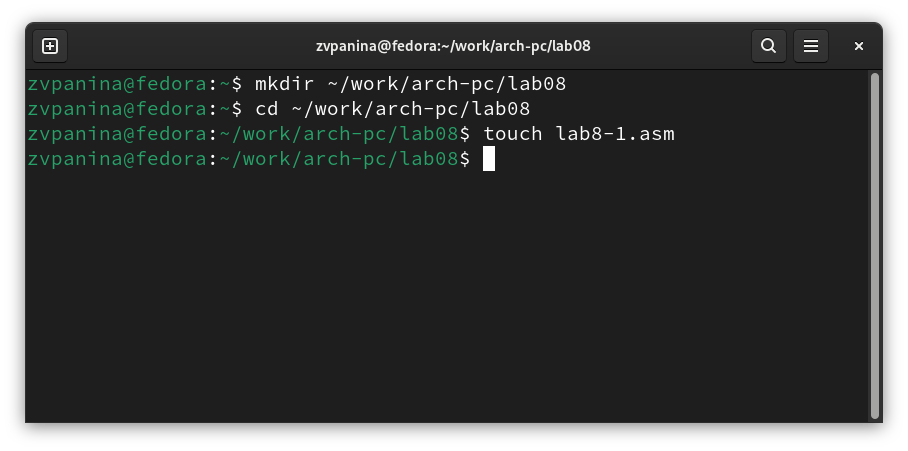 zvpanina@fedora:~/work/arch-pc/lab08
zvpanina@fedora:~$ mkdir ~/work/arch-pc/lab08
zvpanina@fedora:~$ cd ~/work/arch-pc/lab08
zvpanina@fedora:~/work/arch-pc/lab08$ touch lab8-1.asm
zvpanina@fedora:~/work/arch-pc/lab08$